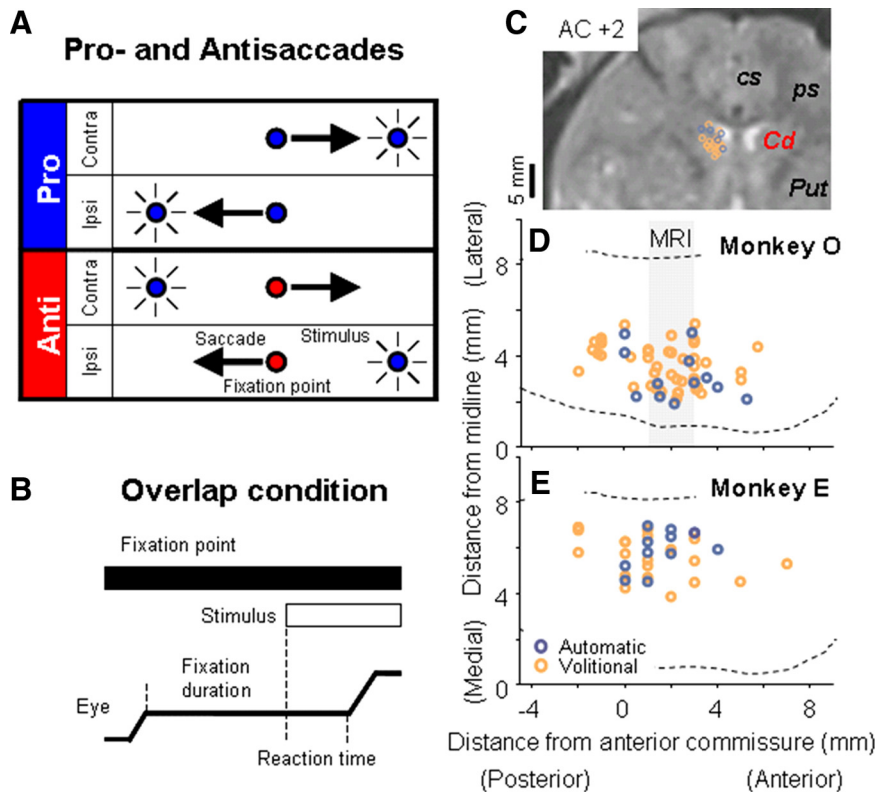 A
Pro- and Antisaccades
Pro
Contra
Ipsi
Anti
Contra
Ipsi
Saccade
Stimulus
Fixation point
B
Overlap condition
Fixation point
Stimulus
Fixation
duration
Eye
Reaction time
C
AC +2
cs
ps
Cd
Put
5 mm
D
MRI
Monkey O
8
4
0
E
Monkey E
8
4
0
(Medial) Distance from midline (mm) (Lateral)
Automatic
Volitional
-4 0 4 8
Distance from anterior commissure (mm)
(Posterior) (Anterior)